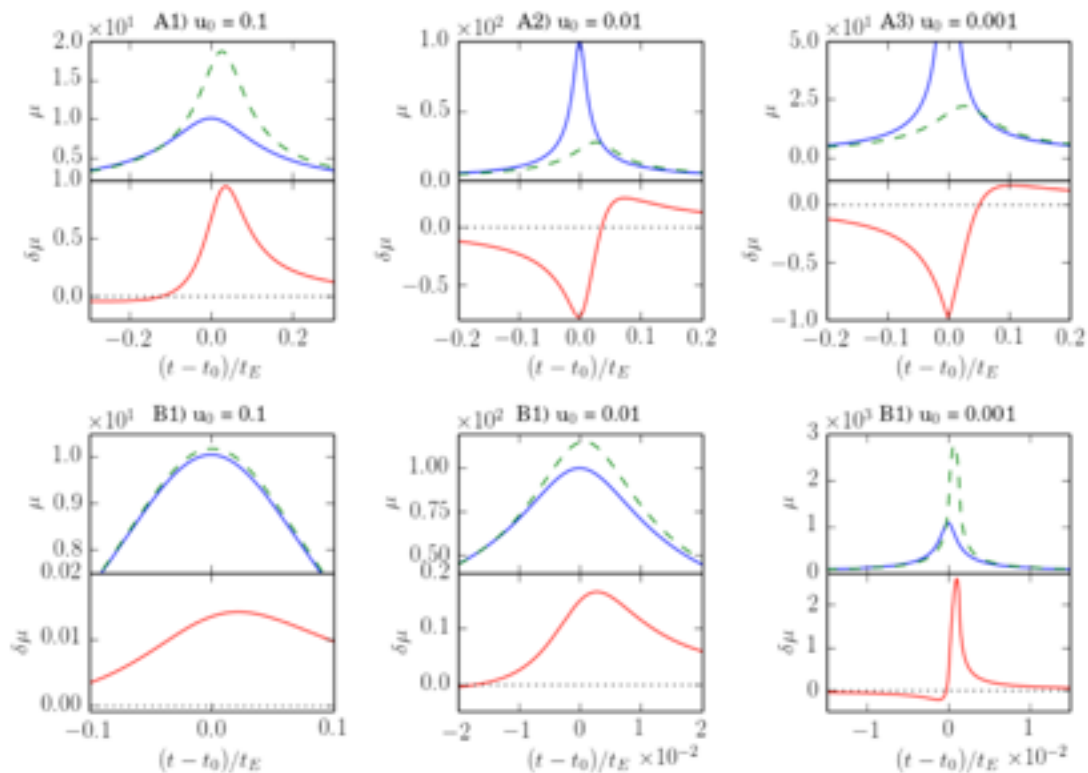 ×10¹ A1) u₀ = 0.1
2.0
1.5
1.0
0.5
μ
1.0
0.5
0.0
δμ
−0.2 0.0 0.2
(t − t₀)/t_E
×10² A2) u₀ = 0.01
1.0
0.5
0.0
μ
0.0
−0.5
δμ
−0.2 −0.1 0.0 0.1 0.2
(t − t₀)/t_E
×10¹ A3) u₀ = 0.001
5.0
2.5
0.0
μ
0.0
−0.5
−1.0
δμ
−0.2 −0.1 0.0 0.1 0.2
(t − t₀)/t_E
×10¹ B1) u₀ = 0.1
1.0
0.9
0.8
μ
0.02
0.01
0.00
δμ
−0.1 0.0 0.1
(t − t₀)/t_E
×10² B1) u₀ = 0.01
1.00
0.75
0.50
μ
0.2
0.1
0.0
δμ
−2 −1 0 1 2
(t − t₀)/t_E ×10⁻²
×10³ B1) u₀ = 0.001
3
2
1
0
μ
2
1
0
δμ
−1 0 1
(t − t₀)/t_E ×10⁻²